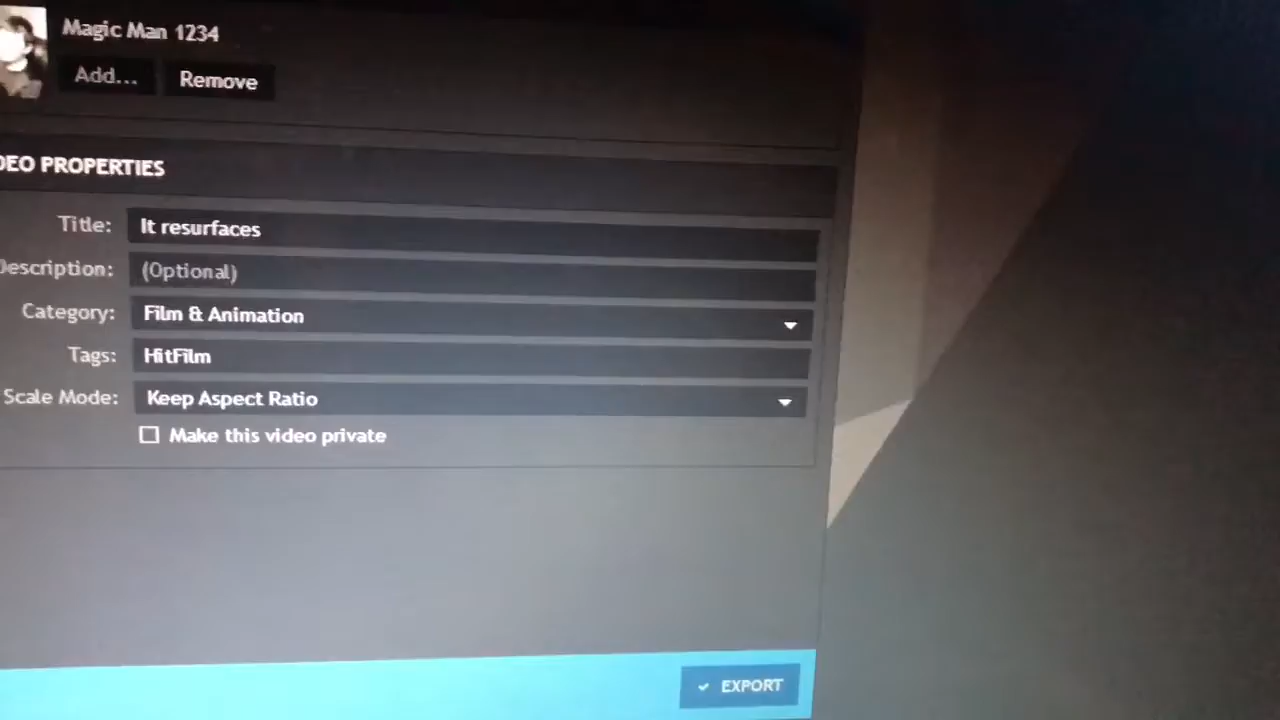 Magic Man 1234
Add... Remove
DEO PROPERTIES
Title: It resurfaces
Description: (Optional)
Category: Film & Animation
Tags: HitFilm
Scale Mode: Keep Aspect Ratio
Make this video private
EXPORT